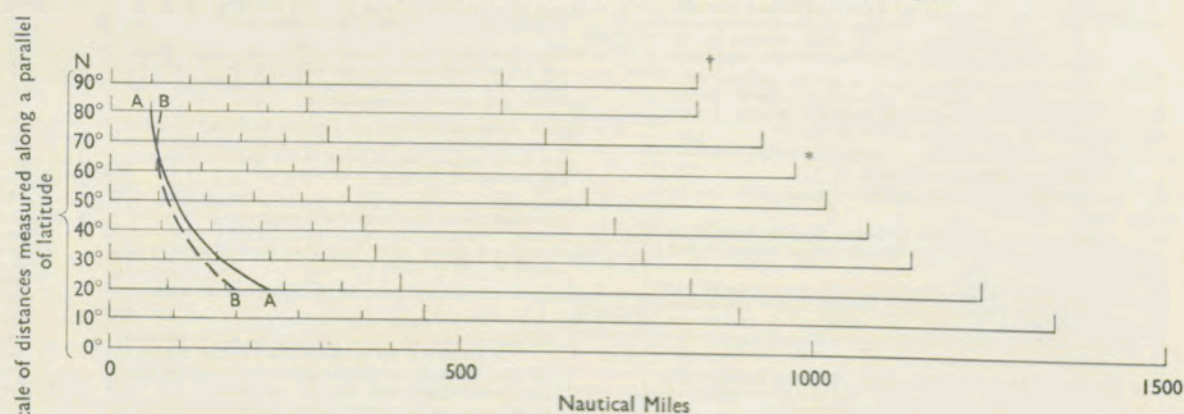 cale of distances measured along a parallel
of latitude
N
90°
†
80°
A B
70°
60°
*
50°
40°
30°
20°
B A
10°
0°
0 500 1000 1500
Nautical Miles